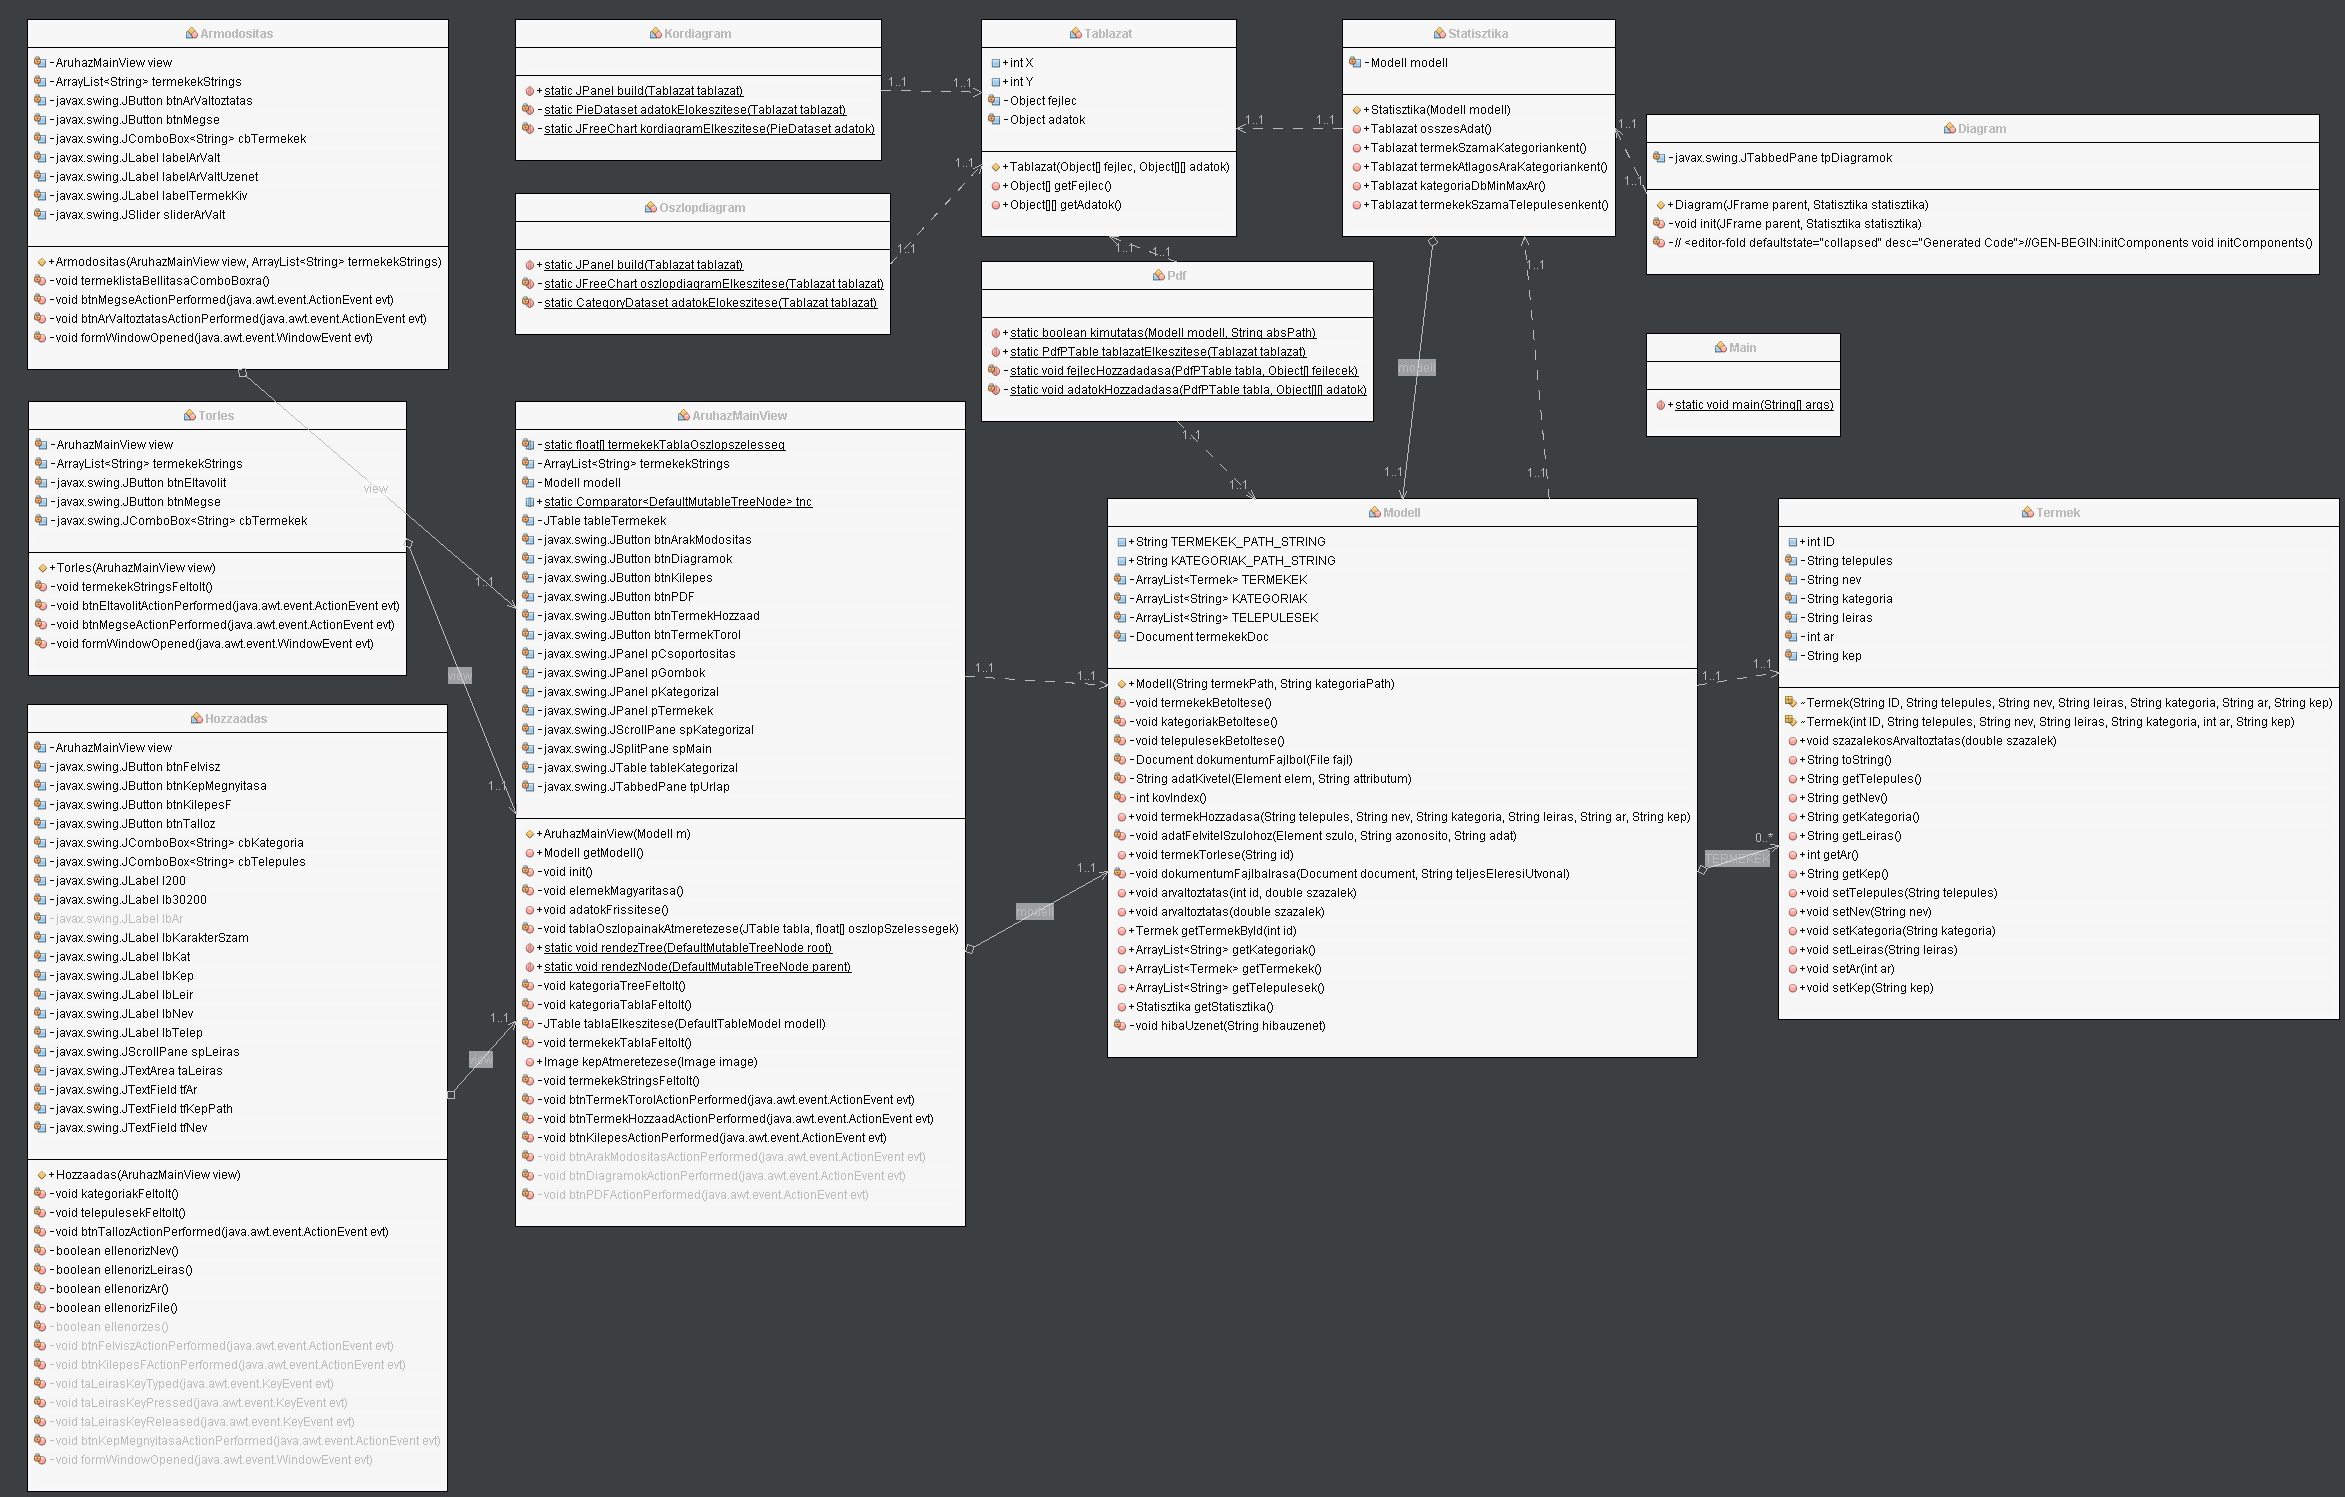 Armodositas
-AruhazMainView view
-ArrayList<String> termekekStrings
-javax.swing.JButton btnArValtoztatas
-javax.swing.JButton btnMegse
-javax.swing.JComboBox<String> cbTermekek
-javax.swing.JLabel labelArValt
-javax.swing.JLabel labelArValtUzenet
-javax.swing.JLabel labelTermekKiv
-javax.swing.JSlider sliderArValt
+Armodositas(AruhazMainView view, ArrayList<String> termekekStrings)
-void termeklistaBellitasaComboBoxra()
-void btnMegseActionPerformed(java.awt.event.ActionEvent evt)
-void btnArValtoztatasActionPerformed(java.awt.event.ActionEvent evt)
-void formWindowOpened(java.awt.event.WindowEvent evt)
Kordiagram
+static JPanel build(Tablazat tablazat)
-static PieDataset adatokElokeszitese(Tablazat tablazat)
-static JFreeChart kordiagramElkeszitese(PieDataset adatok)
1..1
1..1
Oszlopdiagram
+static JPanel build(Tablazat tablazat)
-static JFreeChart oszlopdiagramElkeszitese(Tablazat tablazat)
-static CategoryDataset adatokElokeszitese(Tablazat tablazat)
1..1
1..1
Tablazat
+int X
+int Y
-Object fejlec
-Object adatok
+Tablazat(Object[] fejlec, Object[][] adatok)
+Object[] getFejlec()
+Object[][] getAdatok()
1..1
1..1
1..1
1..1
Statisztika
-Modell modell
+Statisztika(Modell modell)
+Tablazat osszesAdat()
+Tablazat termekSzamaKategoriankent()
+Tablazat termekAtlagosAraKategoriankent()
+Tablazat kategoriaDbMinMaxAr()
+Tablazat termekekSzamaTelepulesenkent()
1..1
1..1
Diagram
-javax.swing.JTabbedPane tpDiagramok
+Diagram(JFrame parent, Statisztika statisztika)
-void init(JFrame parent, Statisztika statisztika)
-// <editor-fold defaultstate="collapsed" desc="Generated Code">//GEN-BEGIN:initComponents void initComponents()
Pdf
+static boolean kimutatas(Modell modell, String absPath)
+static PdfPTable tablazatElkeszitese(Tablazat tablazat)
-static void fejlecHozzadadasa(PdfPTable tabla, Object[] fejlecek)
-static void adatokHozzadadasa(PdfPTable tabla, Object[][] adatok)
1..1
1..1
modell
1..1
1..1
1..1
Main
+static void main(String[] args)
Torles
-AruhazMainView view
-ArrayList<String> termekekStrings
-javax.swing.JButton btnEltavolit
-javax.swing.JButton btnMegse
-javax.swing.JComboBox<String> cbTermekek
+Torles(AruhazMainView view)
-void termekekStringsFeltolt()
-void btnEltavolitActionPerformed(java.awt.event.ActionEvent evt)
-void btnMegseActionPerformed(java.awt.event.ActionEvent evt)
-void formWindowOpened(java.awt.event.WindowEvent evt)
view
1..1
view
1..1
Hozzaadas
-AruhazMainView view
-javax.swing.JButton btnFelvisz
-javax.swing.JButton btnKepMegnyitasa
-javax.swing.JButton btnKilepesF
-javax.swing.JButton btnTalloz
-javax.swing.JComboBox<String> cbKategoria
-javax.swing.JComboBox<String> cbTelepules
-javax.swing.JLabel l200
-javax.swing.JLabel lb30200
-javax.swing.JLabel lbAr
-javax.swing.JLabel lbKarakterSzam
-javax.swing.JLabel lbKat
-javax.swing.JLabel lbKep
-javax.swing.JLabel lbLeir
-javax.swing.JLabel lbNev
-javax.swing.JLabel lbTelep
-javax.swing.JScrollPane spLeiras
-javax.swing.JTextArea taLeiras
-javax.swing.JTextField tfAr
-javax.swing.JTextField tfKepPath
-javax.swing.JTextField tfNev
+Hozzaadas(AruhazMainView view)
-void kategoriakFeltolt()
-void telepulesekFeltolt()
-void btnTallozActionPerformed(java.awt.event.ActionEvent evt)
-boolean ellenorizNev()
-boolean ellenorizLeiras()
-boolean ellenorizAr()
-boolean ellenorizFile()
-boolean ellenorzes()
-void btnFelviszActionPerformed(java.awt.event.ActionEvent evt)
-void btnKilepesFActionPerformed(java.awt.event.ActionEvent evt)
-void taLeirasKeyTyped(java.awt.event.KeyEvent evt)
-void taLeirasKeyPressed(java.awt.event.KeyEvent evt)
-void taLeirasKeyReleased(java.awt.event.KeyEvent evt)
-void btnKepMegnyitasaActionPerformed(java.awt.event.ActionEvent evt)
-void formWindowOpened(java.awt.event.WindowEvent evt)
view
1..1
AruhazMainView
-static float[] termekekTablaOszlopszelesseg
-ArrayList<String> termekekStrings
-Modell modell
+static Comparator<DefaultMutableTreeNode> tnc
-JTable tableTermekek
-javax.swing.JButton btnArakModositas
-javax.swing.JButton btnDiagramok
-javax.swing.JButton btnKilepes
-javax.swing.JButton btnPDF
-javax.swing.JButton btnTermekHozzaad
-javax.swing.JButton btnTermekTorol
-javax.swing.JPanel pCsoportositas
-javax.swing.JPanel pGombok
-javax.swing.JPanel pKategorizal
-javax.swing.JPanel pTermekek
-javax.swing.JScrollPane spKategorizal
-javax.swing.JSplitPane spMain
-javax.swing.JTable tableKategorizal
-javax.swing.JTabbedPane tpUrlap
+AruhazMainView(Modell m)
+Modell getModell()
-void init()
-void elemekMagyaritasa()
+void adatokFrissitese()
-void tablaOszlopainakAtmeretezese(JTable tabla, float[] oszlopSzelessegek)
+static void rendezTree(DefaultMutableTreeNode root)
+static void rendezNode(DefaultMutableTreeNode parent)
-void kategoriaTreeFeltolt()
-void kategoriaTablaFeltolt()
-JTable tablaElkeszitese(DefaultTableModel modell)
-void termekekTablaFeltolt()
+Image kepAtmeretezese(Image image)
-void termekekStringsFeltolt()
-void btnTermekTorolActionPerformed(java.awt.event.ActionEvent evt)
-void btnTermekHozzaadActionPerformed(java.awt.event.ActionEvent evt)
-void btnKilepesActionPerformed(java.awt.event.ActionEvent evt)
-void btnArakModositasActionPerformed(java.awt.event.ActionEvent evt)
-void btnDiagramokActionPerformed(java.awt.event.ActionEvent evt)
-void btnPDFActionPerformed(java.awt.event.ActionEvent evt)
1..1
1..1
modell
1..1
Modell
+String TERMEKEK_PATH_STRING
+String KATEGORIAK_PATH_STRING
-ArrayList<Termek> TERMEKEK
-ArrayList<String> KATEGORIAK
-ArrayList<String> TELEPULESEK
-Document termekekDoc
+Modell(String termekPath, String kategoriaPath)
-void termekekBetoltese()
-void kategoriakBetoltese()
-void telepulesekBetoltese()
-Document dokumentumFajlbol(File fajl)
-String adatKivetel(Element elem, String attributum)
-int kovIndex()
+void termekHozzadasa(String telepules, String nev, String kategoria, String leiras, String ar, String kep)
-void adatFelvitelSzulohoz(Element szulo, String azonosito, String adat)
+void termekTorlese(String id)
-void dokumentumFajlbaIrasa(Document document, String teljesEleresiUtvonal)
+void arvaltoztatas(int id, double szazalek)
+void arvaltoztatas(double szazalek)
+Termek getTermekById(int id)
+ArrayList<String> getKategoriak()
+ArrayList<Termek> getTermekek()
+ArrayList<String> getTelepulesek()
+Statisztika getStatisztika()
-void hibaUzenet(String hibauzenet)
1..1
1..1
TERMEKEK
0..*
Termek
+int ID
-String telepules
-String nev
-String kategoria
-String leiras
-int ar
-String kep
~Termek(String ID, String telepules, String nev, String leiras, String kategoria, String ar, String kep)
~Termek(int ID, String telepules, String nev, String leiras, String kategoria, int ar, String kep)
+void szazalekosArvaltoztatas(double szazalek)
+String toString()
+String getTelepules()
+String getNev()
+String getKategoria()
+String getLeiras()
+int getAr()
+String getKep()
+void setTelepules(String telepules)
+void setNev(String nev)
+void setKategoria(String kategoria)
+void setLeiras(String leiras)
+void setAr(int ar)
+void setKep(String kep)